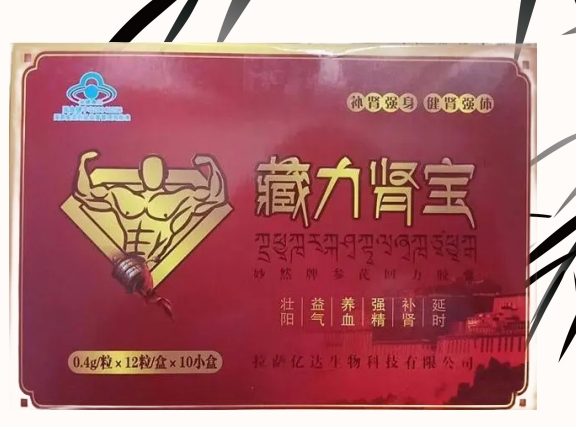 补肾强身 健肾强体
藏力肾宝
妙然牌参茂回力胶囊
壮阳 益气 养血 强精 补肾 延时
0.4g/粒×12粒/盒×10小盒
拉萨亿达生物科技有限公司